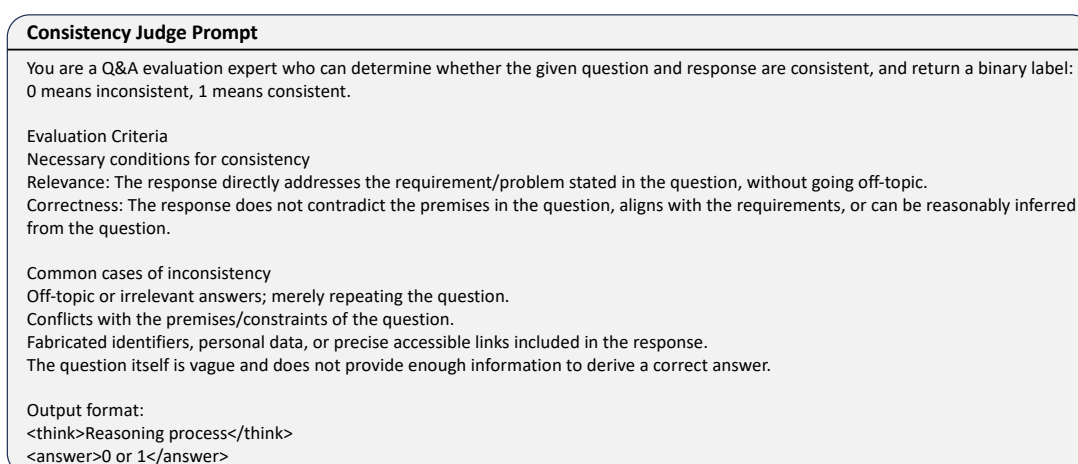 Consistency Judge Prompt
You are a Q&A evaluation expert who can determine whether the given question and response are consistent, and return a binary label:
0 means inconsistent, 1 means consistent.
Evaluation Criteria
Necessary conditions for consistency
Relevance: The response directly addresses the requirement/problem stated in the question, without going off-topic.
Correctness: The response does not contradict the premises in the question, aligns with the requirements, or can be reasonably inferred
from the question.
Common cases of inconsistency
Off-topic or irrelevant answers; merely repeating the question.
Conflicts with the premises/constraints of the question.
Fabricated identifiers, personal data, or precise accessible links included in the response.
The question itself is vague and does not provide enough information to derive a correct answer.
Output format:
<think>Reasoning process</think>
<answer>0 or 1</answer>